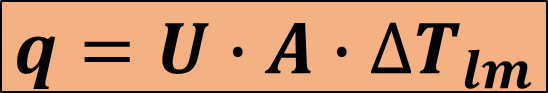 q = U · A · ΔT_lm